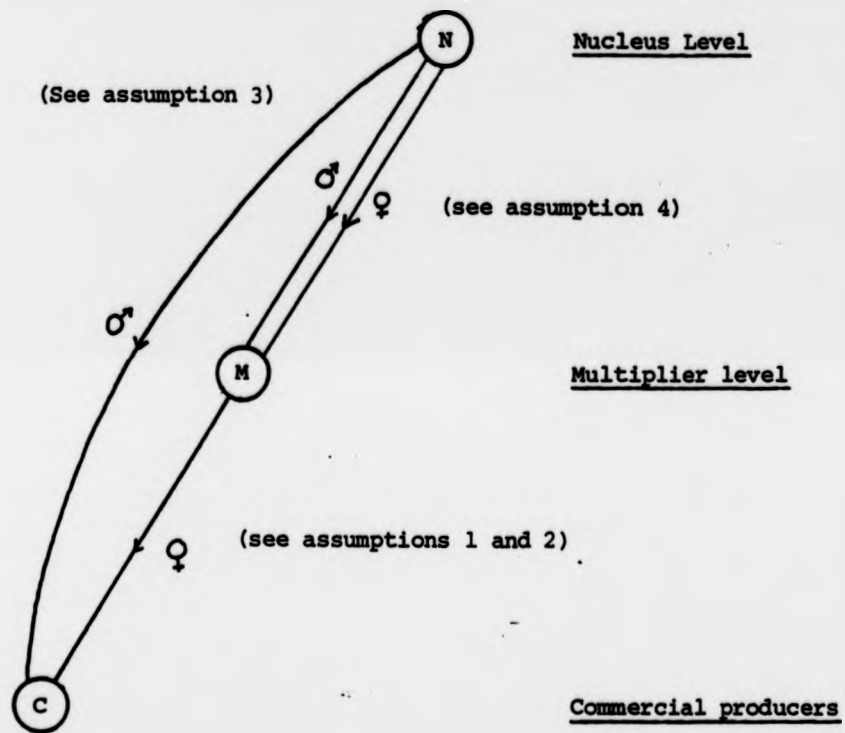 N
Nucleus Level
(See assumption 3)
♂
♀
(see assumption 4)
♂
M
Multiplier level
♀
(see assumptions 1 and 2)
C
Commercial producers